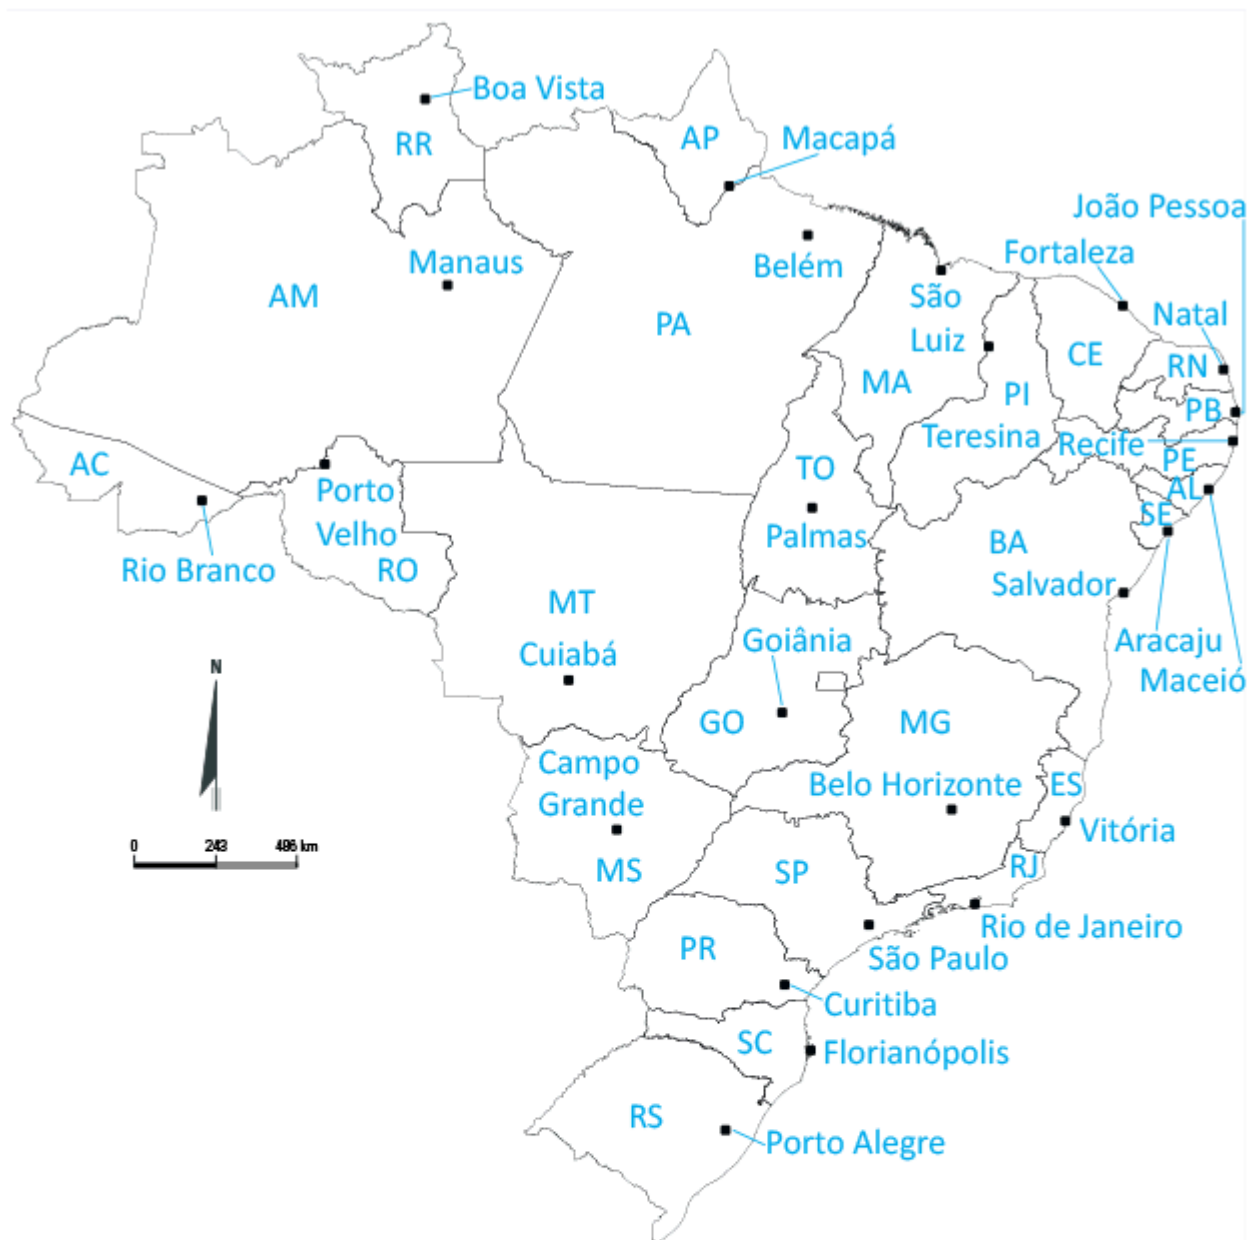 Boa Vista
RR
AP
Macapá
João Pessoa
Fortaleza
Manaus
Belém
AM
São
Luiz
Natal
PA
CE
RN
MA
PI
PB
Teresina
Recife
PE
AC
TO
AL
Porto
Velho
SE
Palmas
BA
Rio Branco
RO
Salvador
MT
Cuiabá
Goiânia
Aracaju
Maceió
N
GO
MG
Campo
Grande
Belo Horizonte
ES
Vitória
0 243 486 km
MS
SP
RJ
Rio de Janeiro
PR
São Paulo
Curitiba
SC
Florianópolis
RS
Porto Alegre